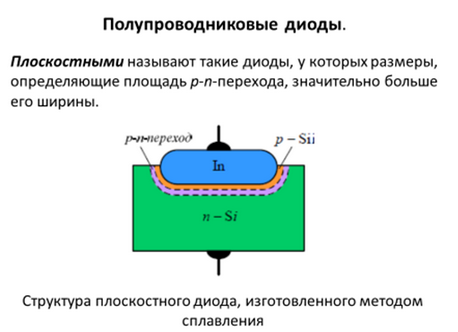 Полупроводниковые диоды.
Плоскостными называют такие диоды, у которых размеры,
определяющие площадь p-n-перехода, значительно больше
его ширины.
p-n-переход
p – Sii
In
n – Si
Структура плоскостного диода, изготовленного методом
сплавления